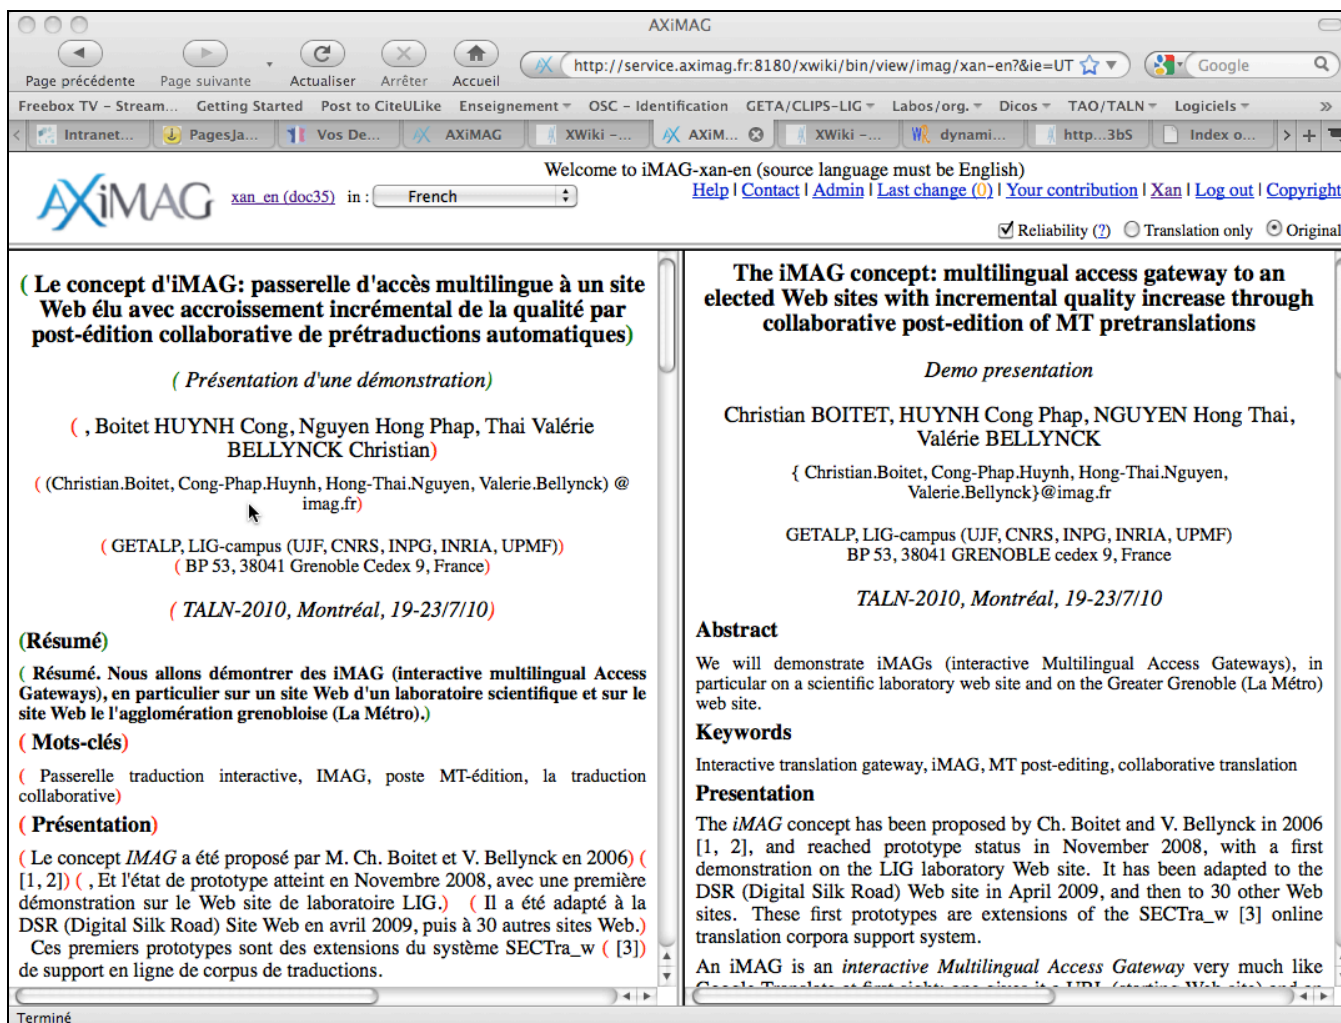 AXiMAG
Page précédente Page suivante Actualiser Arrêter Accueil
http://service.aximag.fr:8180/xwiki/bin/view/imag/xan-en?&ie=UT
Google
Freebox TV – Stream... Getting Started Post to CiteULike Enseignement OSC – Identification GETA/CLIPS-LIG Labos/org. Dicos TAO/TALN Logiciels »
Intranet... PagesJa... Vos De... AXiMAG XWiki –... AXiM... XWiki –... dynami... http...3bS Index o...
Welcome to iMAG-xan-en (source language must be English)
AXiMAG xan_en (doc35) in : French
Help | Contact | Admin | Last change (0) | Your contribution | Xan | Log out | Copyright
Reliability (?) Translation only Original
( Le concept d'iMAG: passerelle d'accès multilingue à un site
Web élu avec accroissement incrémental de la qualité par
post-édition collaborative de prétraductions automatiques)
( Présentation d'une démonstration)
( , Boitet HUYNH Cong, Nguyen Hong Phap, Thai Valérie
BELLYNCK Christian)
( (Christian.Boitet, Cong-Phap.Huynh, Hong-Thai.Nguyen, Valerie.Bellynck) @
imag.fr)
( GETALP, LIG-campus (UJF, CNRS, INPG, INRIA, UPMF))
( BP 53, 38041 Grenoble Cedex 9, France)
( TALN-2010, Montréal, 19-23/7/10)
(Résumé)
( Résumé. Nous allons démontrer des iMAG (interactive multilingual Access
Gateways), en particulier sur un site Web d'un laboratoire scientifique et sur le
site Web le l'agglomération grenobloise (La Métro).)
( Mots-clés)
( Passerelle traduction interactive, IMAG, poste MT-édition, la traduction
collaborative)
( Présentation)
( Le concept IMAG a été proposé par M. Ch. Boitet et V. Bellynck en 2006) (
[1, 2]) ( , Et l'état de prototype atteint en Novembre 2008, avec une première
démonstration sur le Web site de laboratoire LIG.) ( Il a été adapté à la
DSR (Digital Silk Road) Site Web en avril 2009, puis à 30 autres sites Web.)
Ces premiers prototypes sont des extensions du système SECTra_w ( [3])
de support en ligne de corpus de traductions.
The iMAG concept: multilingual access gateway to an
elected Web sites with incremental quality increase through
collaborative post-edition of MT pretranslations
Demo presentation
Christian BOITET, HUYNH Cong Phap, NGUYEN Hong Thai,
Valérie BELLYNCK
{ Christian.Boitet, Cong-Phap.Huynh, Hong-Thai.Nguyen,
Valerie.Bellynck}@imag.fr
GETALP, LIG-campus (UJF, CNRS, INPG, INRIA, UPMF)
BP 53, 38041 GRENOBLE cedex 9, France
TALN-2010, Montréal, 19-23/7/10
Abstract
We will demonstrate iMAGs (interactive Multilingual Access Gateways), in
particular on a scientific laboratory web site and on the Greater Grenoble (La Métro)
web site.
Keywords
Interactive translation gateway, iMAG, MT post-editing, collaborative translation
Presentation
The iMAG concept has been proposed by Ch. Boitet and V. Bellynck in 2006
[1, 2], and reached prototype status in November 2008, with a first
demonstration on the LIG laboratory Web site. It has been adapted to the
DSR (Digital Silk Road) Web site in April 2009, and then to 30 other Web
sites. These first prototypes are extensions of the SECTra_w [3] online
translation corpora support system.
An iMAG is an interactive Multilingual Access Gateway very much like
Google Translate at first sight: one gives it a URL (starting Web site) and an
Terminé